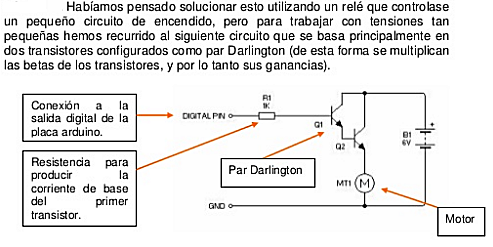 Habíamos pensado solucionar esto utilizando un relé que controlase
un pequeño circuito de encendido, pero para trabajar con tensiones tan
pequeñas hemos recurrido al siguiente circuito que se basa principalmente en
dos transistores configurados como par Darlington (de esta forma se multiplican
las betas de los transistores, y por lo tanto sus ganancias).
Conexión a la
salida digital de la
placa arduino.
Resistencia para
producir la
corriente de base
del primer
transistor.
DIGITAL PIN
R1
1K
Q1
Q2
Par Darlington
B1
6V
+
MT1
M
GND
Motor